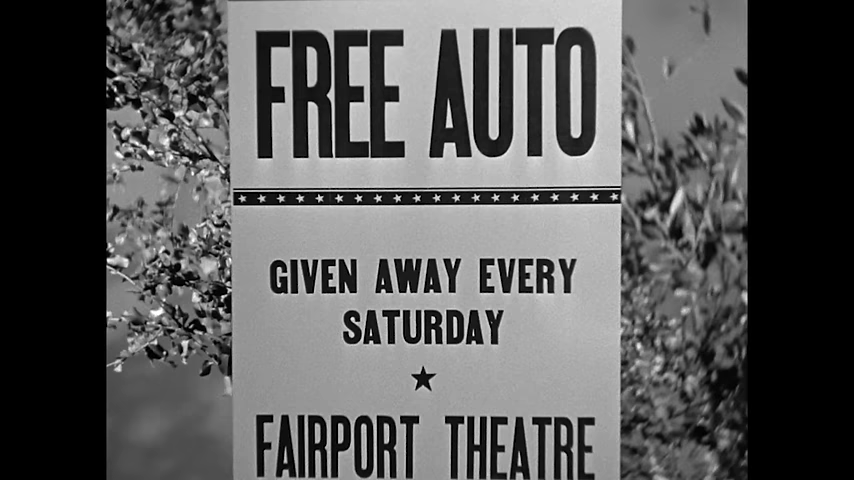 FREE AUTO
GIVEN AWAY EVERY
SATURDAY
FAIRPORT THEATRE